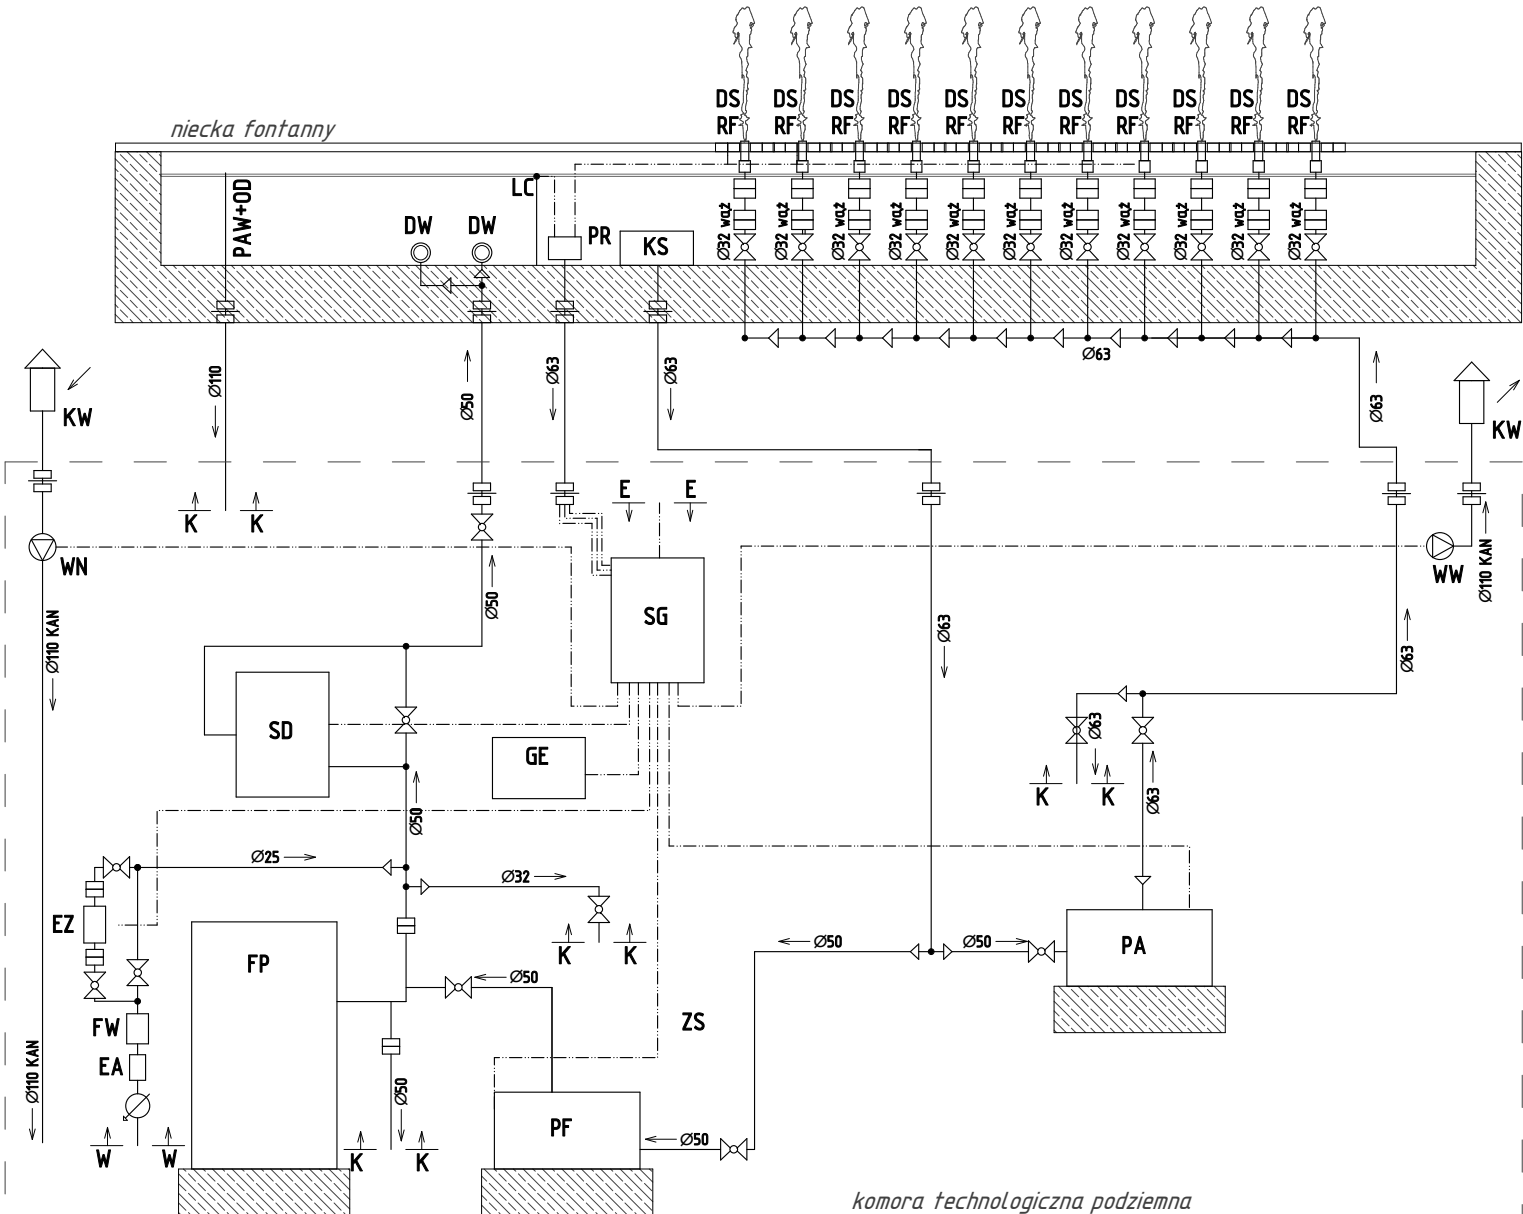 DS DS DS DS DS DS DS DS DS DS DS
RF RF RF RF RF RF RF RF RF RF RF
niecka fontanny
PAW+OD
DW DW
LC
PR
KS
Ø32 wąż Ø32 wąż Ø32 wąż Ø32 wąż Ø32 wąż Ø32 wąż Ø32 wąż Ø32 wąż Ø32 wąż Ø32 wąż Ø32 wąż
Ø63
Ø110
Ø50
Ø63
Ø63
Ø63
KW
KW
K K
E E
WN
WW
Ø110 KAN
Ø110 KAN
Ø50
SG
Ø63
Ø63
SD
GE
Ø63
K K
Ø63
Ø50
Ø25
Ø32
EZ
FP
K K
Ø50
Ø50
Ø50
PA
Ø50
ZS
FW
EA
Ø110 KAN
Ø50
PF
Ø50
W W
K K
komora technologiczna podziemna